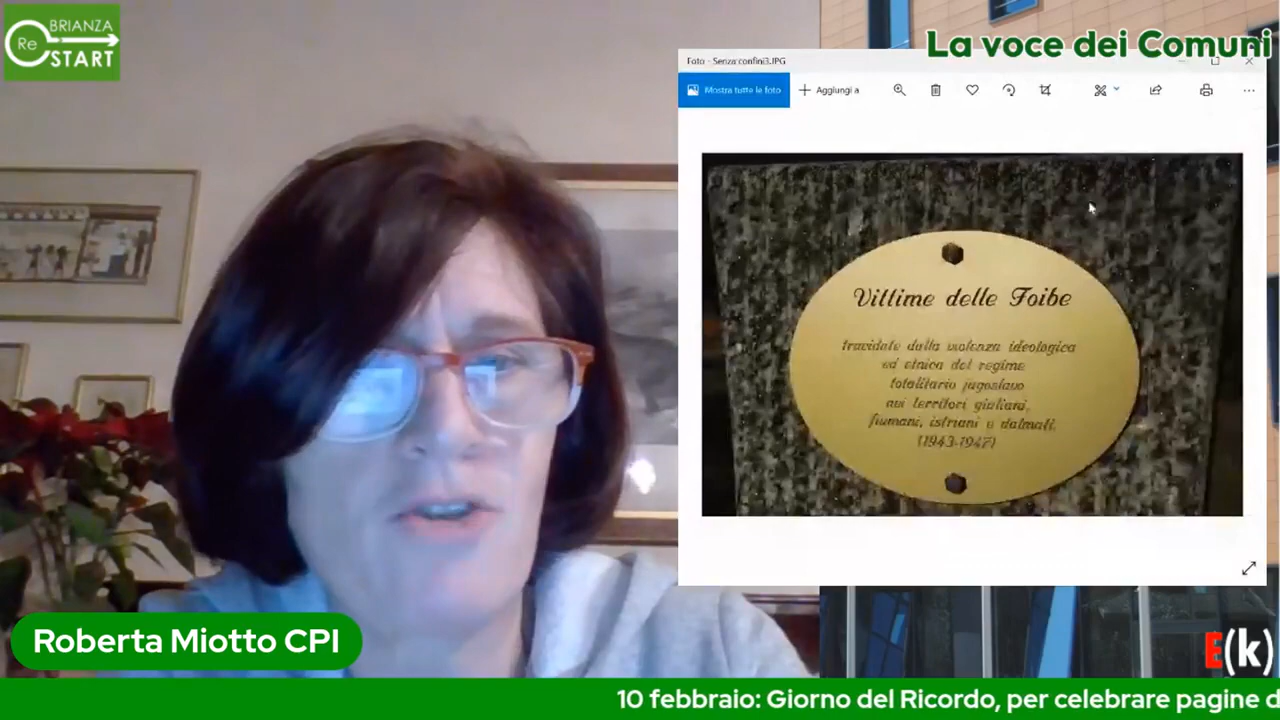 BRIANZA
Re START
La voce dei Comuni
Foto - Senza confini3.JPG
Mostra tutte le foto
Aggiungi a
Vittime delle Foibe
trucidate dalla violenza ideologica
ed etnica del regime
totalitario jugoslavo
nei territori giuliani,
fiumani, istriani e dalmati.
(1943-1947)
Roberta Miotto CPI
E(k)
10 febbraio: Giorno del Ricordo, per celebrare pagine d